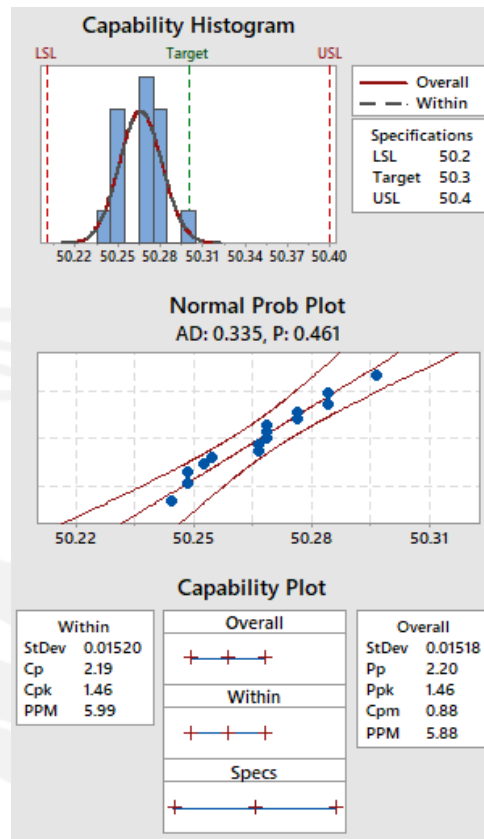 Capability Histogram
LSL Target USL
Overall
Within
Specifications
LSL 50.2
Target 50.3
USL 50.4
50.22 50.25 50.28 50.31 50.34 50.37 50.40
Normal Prob Plot
AD: 0.335, P: 0.461
50.22 50.25 50.28 50.31
Capability Plot
Within
StDev 0.01520
Cp 2.19
Cpk 1.46
PPM 5.99
Overall
Within
Specs
Overall
StDev 0.01518
Pp 2.20
Ppk 1.46
Cpm 0.88
PPM 5.88